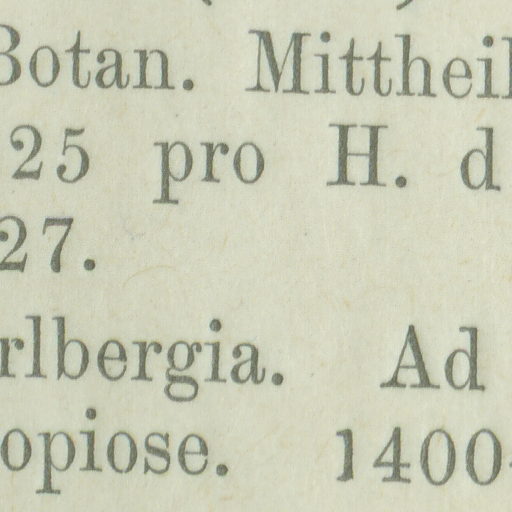 Botan. Mittheil
25 pro H. d
27.
rlbergia. Ad
opiose. 1400